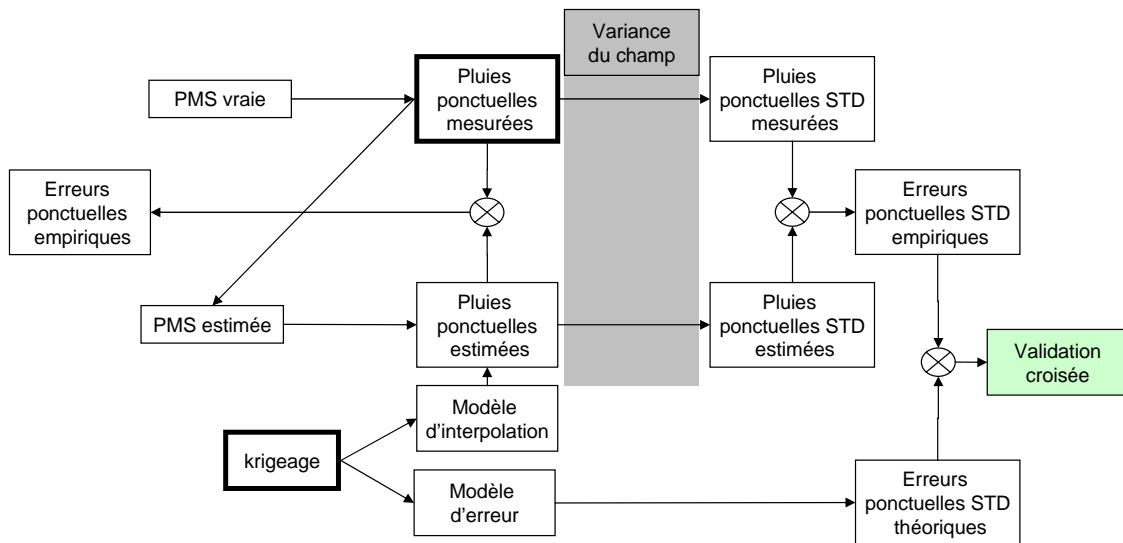 Variance
du champ
Pluies
ponctuelles
mesurées
Pluies
ponctuelles STD
mesurées
PMS vraie
Erreurs
ponctuelles
empiriques
Erreurs
ponctuelles STD
empiriques
PMS estimée
Pluies
ponctuelles
estimées
Pluies
ponctuelles STD
estimées
Validation
croisée
Modèle
d'interpolation
krigeage
Modèle
d'erreur
Erreurs
ponctuelles STD
théoriques